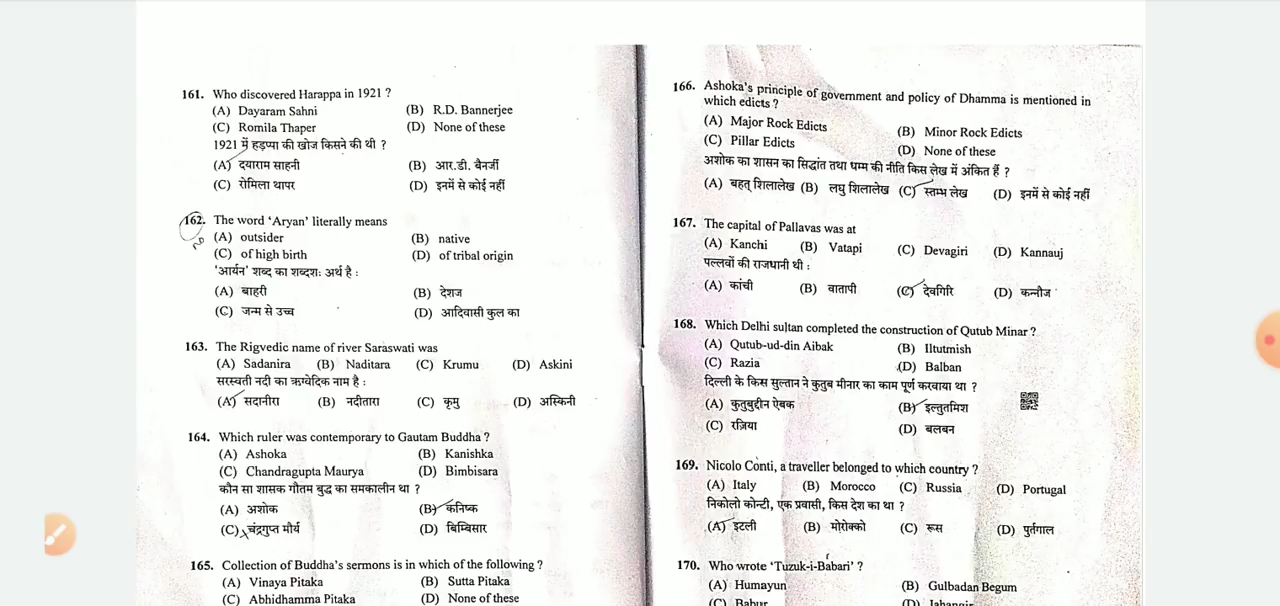 161. Who discovered Harappa in 1921 ?
(A) Dayaram Sahni (B) R.D. Bannerjee
(C) Romila Thaper (D) None of these
1921 में हड़प्पा की खोज किसने की थी ?
(A) दयाराम साहनी (B) आर.डी. बैनर्जी
(C) रोमिला थापर (D) इनमें से कोई नहीं
162. The word ‘Aryan’ literally means
(A) outsider (B) native
(C) of high birth (D) of tribal origin
'आर्यन' शब्द का शब्दशः अर्थ है :
(A) बाहरी (B) देशज
(C) जन्म से उच्च (D) आदिवासी कुल का
163. The Rigvedic name of river Saraswati was
(A) Sadanira (B) Naditara (C) Krumu (D) Askini
सरस्वती नदी का ऋग्वेदिक नाम है :
(A) सदानीरा (B) नदीतारा (C) कृमु (D) अस्किनी
164. Which ruler was contemporary to Gautam Buddha ?
(A) Ashoka (B) Kanishka
(C) Chandragupta Maurya (D) Bimbisara
कौन सा शासक गौतम बुद्ध का समकालीन था ?
(A) अशोक (B) कनिष्क
(C) चंद्रगुप्त मौर्य (D) बिम्बिसार
165. Collection of Buddha’s sermons is in which of the following ?
(A) Vinaya Pitaka (B) Sutta Pitaka
(C) Abhidhamma Pitaka (D) None of these
166. Ashoka’s principle of government and policy of Dhamma is mentioned in
which edicts ?
(A) Major Rock Edicts (B) Minor Rock Edicts
(C) Pillar Edicts (D) None of these
अशोक का शासन का सिद्धांत तथा धम्म की नीति किस लेख में अंकित हैं ?
(A) बहत् शिलालेख (B) लघु शिलालेख (C) स्तम्भ लेख (D) इनमें से कोई नहीं
167. The capital of Pallavas was at
(A) Kanchi (B) Vatapi (C) Devagiri (D) Kannauj
पल्लवों की राजधानी थी :
(A) कांची (B) वातापी (C) देवगिरि (D) कन्नौज
168. Which Delhi sultan completed the construction of Qutub Minar ?
(A) Qutub-ud-din Aibak (B) Iltutmish
(C) Razia (D) Balban
दिल्ली के किस सुल्तान ने कुतुब मीनार का काम पूर्ण करवाया था ?
(A) कुतुबुद्दीन ऐबक (B) इल्तुतमिश
(C) रज़िया (D) बलबन
169. Nicolo Conti, a traveller belonged to which country ?
(A) Italy (B) Morocco (C) Russia (D) Portugal
निकोलो कोन्टी, एक प्रवासी, किस देश का था ?
(A) इटली (B) मोरोक्को (C) रूस (D) पुर्तगाल
170. Who wrote ‘Tuzuk-i-Babari’ ?
(A) Humayun (B) Gulbadan Begum
(C) Babur (D) Jahangir